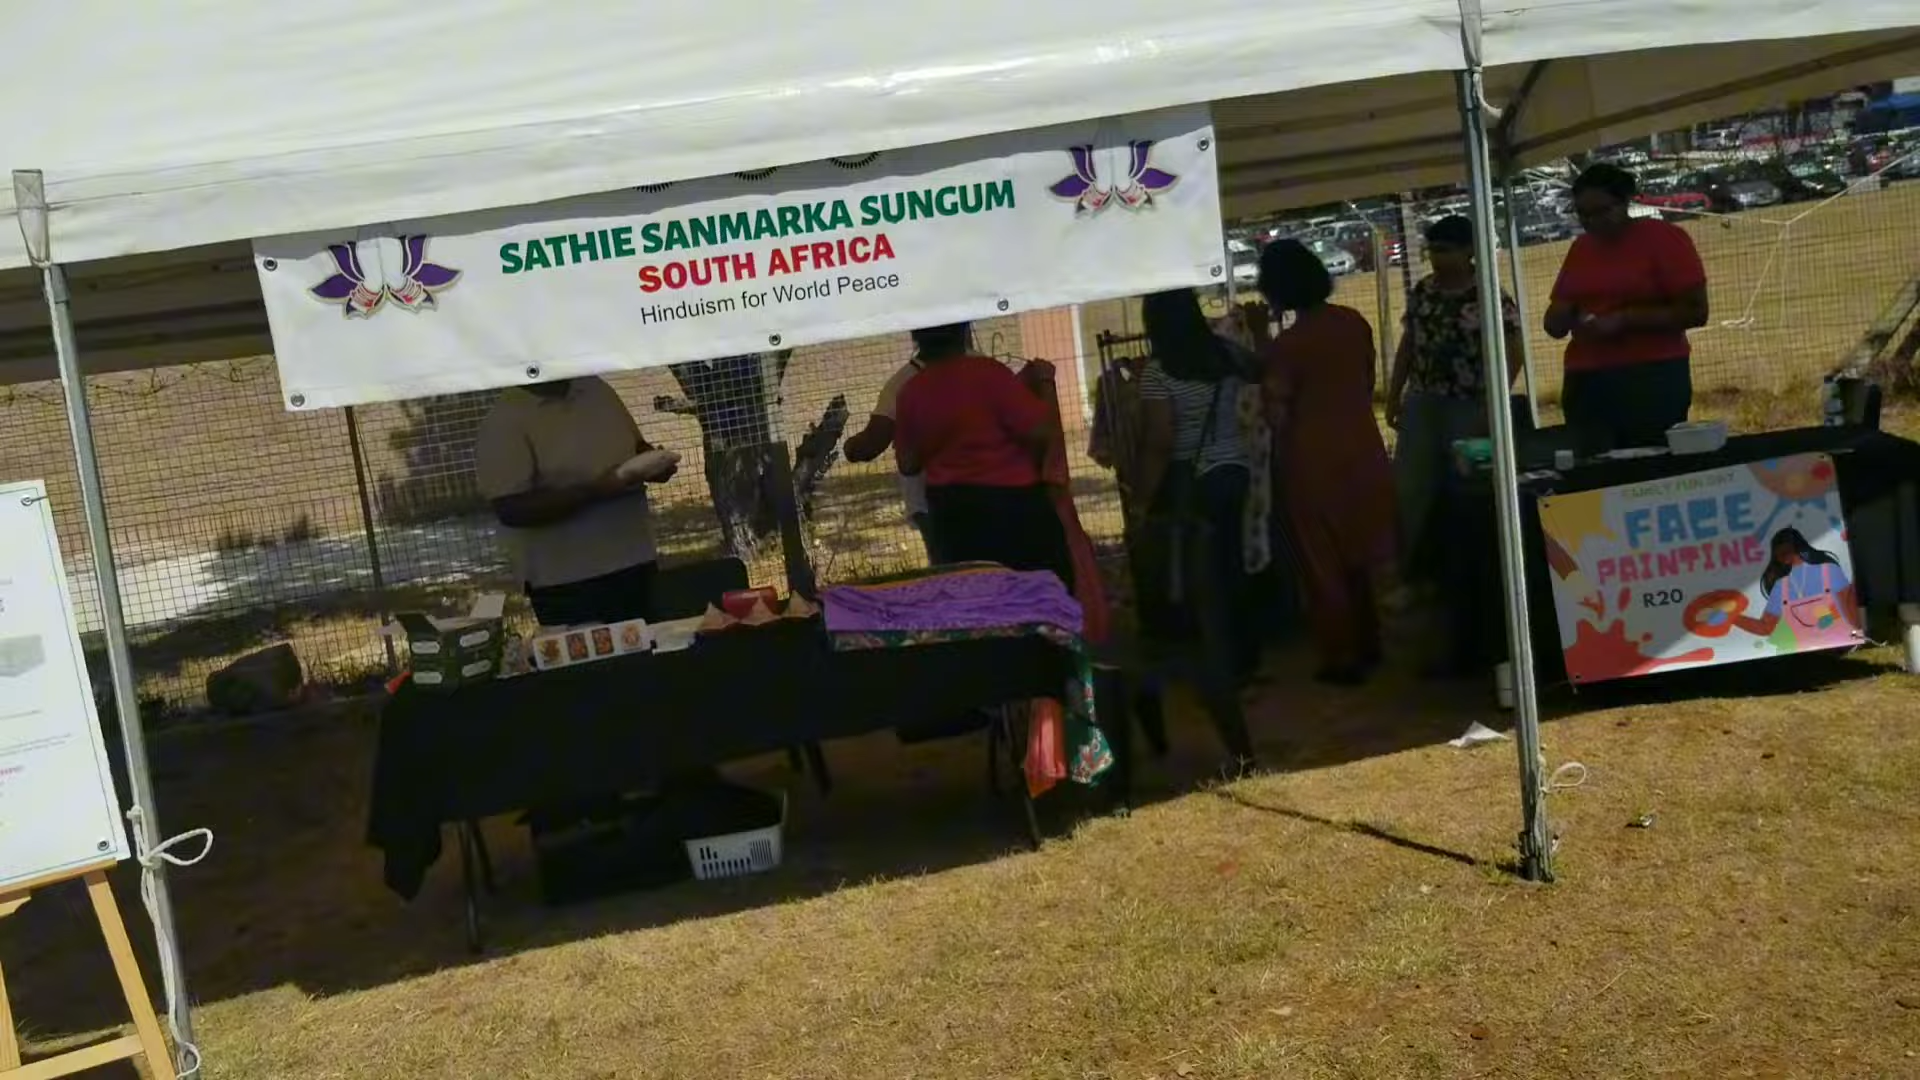 SATHIE SANMARKA SUNGUM
SOUTH AFRICA
Hinduism for World Peace
FAMILY FUN DAY
FACE
PAINTING
R20